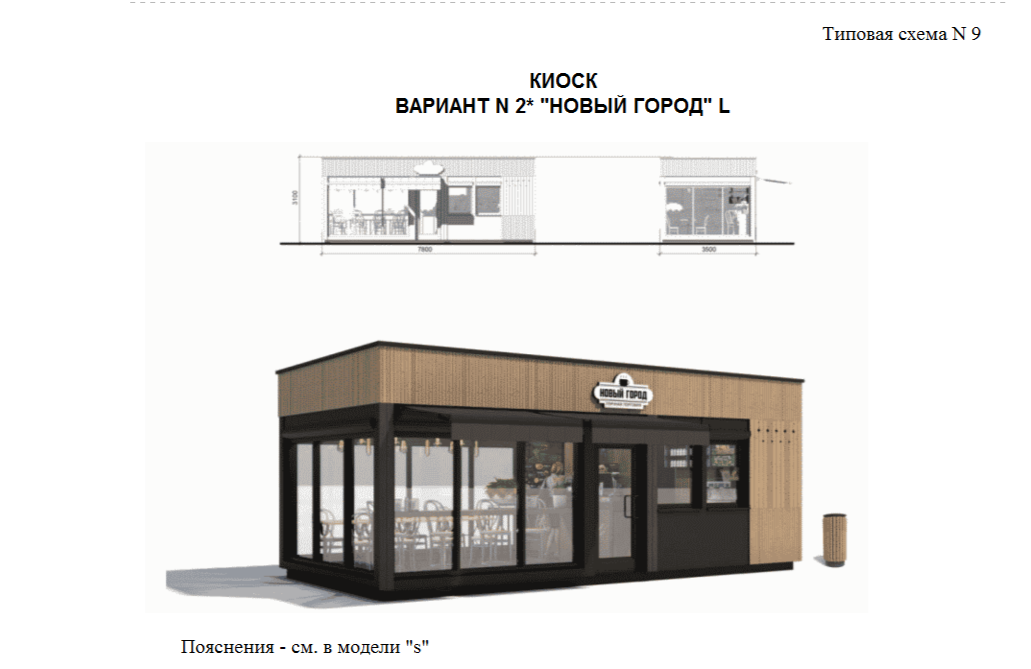 Типовая схема N 9
КИОСК
ВАРИАНТ N 2* "НОВЫЙ ГОРОД" L
3100
7800
3500
НОВЫЙ ГОРОД
Пояснения - см. в модели "s"